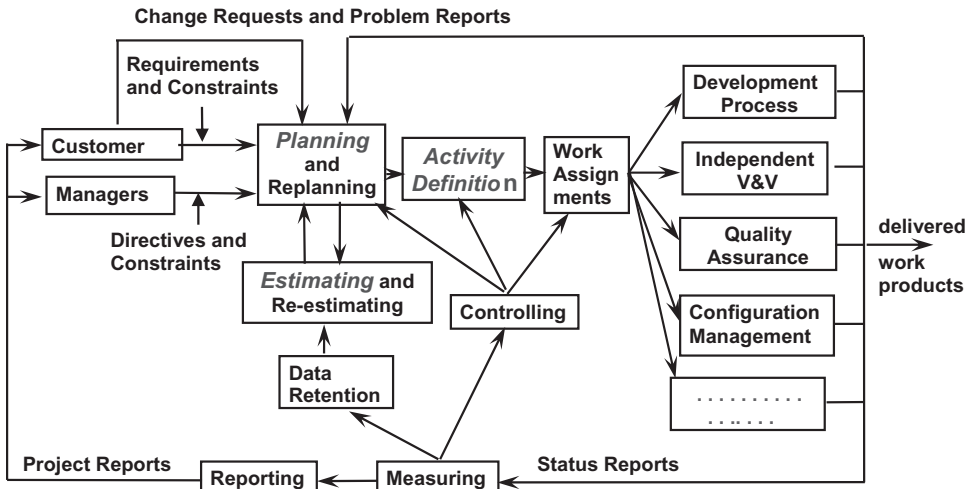 Change Requests and Problem Reports
Requirements
and Constraints
Customer
Managers
Directives and
Constraints
Planning
and
Replanning
Activity
Definition
Work
Assign
ments
Development
Process
Independent
V&V
Quality
Assurance
Configuration
Management
. . . . . . . . . .
. . .. . . .
delivered
work
products
Estimating and
Re-estimating
Controlling
Data
Retention
Project Reports
Reporting
Measuring
Status Reports